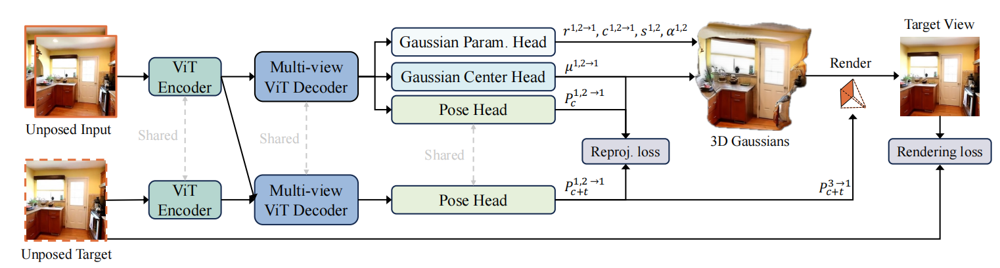 Unposed Input
ViT
Encoder
Multi-view
ViT Decoder
Gaussian Param. Head
Gaussian Center Head
Pose Head
r^{1,2→1}, c^{1,2→1}, s^{1,2}, α^{1,2}
μ^{1,2→1}
P_c^{1,2→1}
Reproj. loss
3D Gaussians
Render
Target View
Rendering loss
Shared
Shared
Shared
Unposed Target
ViT
Encoder
Multi-view
ViT Decoder
Pose Head
P_{c+t}^{1,2→1}
P_{c+t}^{3→1}